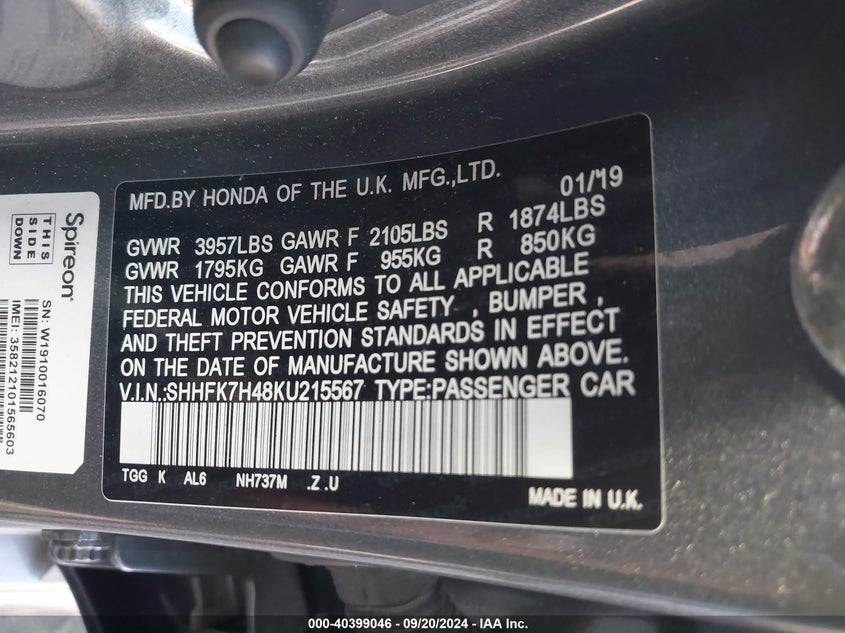 Spireon®
THIS
SIDE
DOWN
SN: W1910016070
IMEI: 358212101565603
MFD.BY HONDA OF THE U.K. MFG.,LTD. 01/'19
GVWR 3957LBS GAWR F 2105LBS R 1874LBS
GVWR 1795KG GAWR F 955KG R 850KG
THIS VEHICLE CONFORMS TO ALL APPLICABLE
FEDERAL MOTOR VEHICLE SAFETY , BUMPER ,
AND THEFT PREVENTION STANDARDS IN EFFECT
ON THE DATE OF MANUFACTURE SHOWN ABOVE.
V.I.N.:SHHFK7H48KU215567 TYPE:PASSENGER CAR
TGG K AL6 NH737M .Z .U
MADE IN U.K.
000-40399046 - 09/20/2024 - IAA Inc.